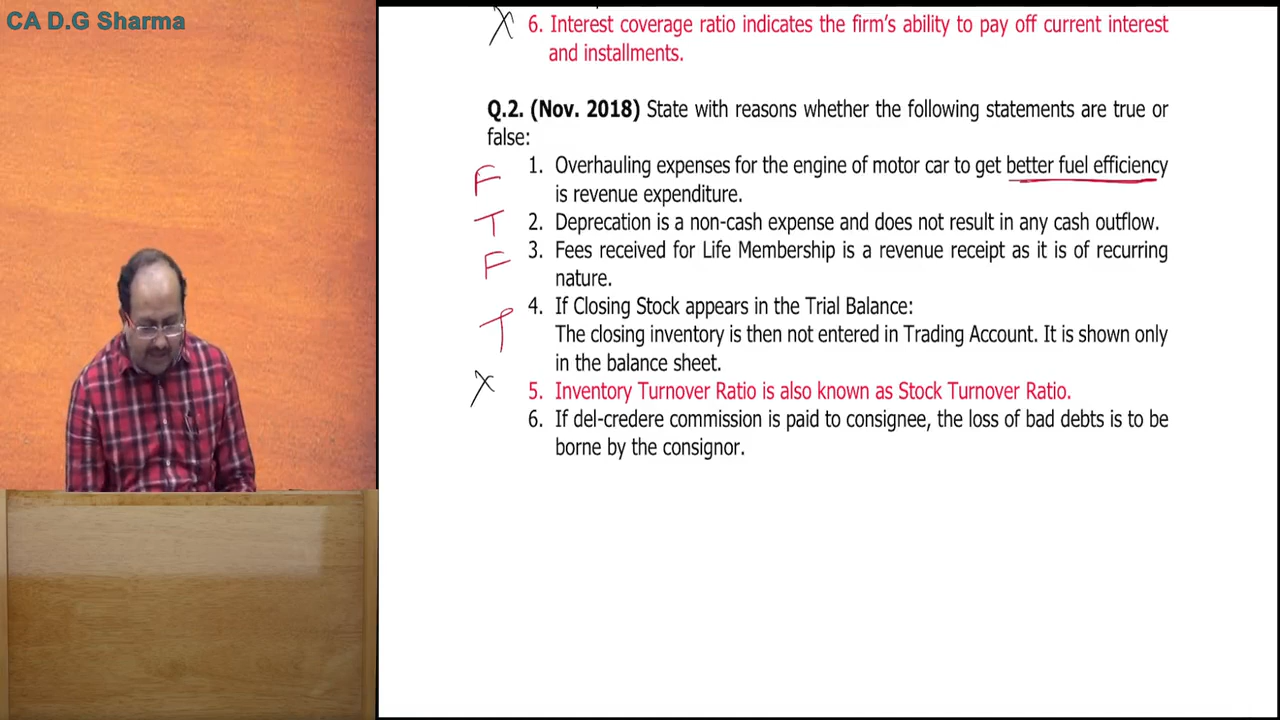 CA D.G Sharma
X 6. Interest coverage ratio indicates the firm's ability to pay off current interest
and installments.
Q.2. (Nov. 2018) State with reasons whether the following statements are true or
false:
F 1. Overhauling expenses for the engine of motor car to get better fuel efficiency
is revenue expenditure.
T 2. Deprecation is a non-cash expense and does not result in any cash outflow.
F 3. Fees received for Life Membership is a revenue receipt as it is of recurring
nature.
T 4. If Closing Stock appears in the Trial Balance:
The closing inventory is then not entered in Trading Account. It is shown only
in the balance sheet.
X 5. Inventory Turnover Ratio is also known as Stock Turnover Ratio.
6. If del-credere commission is paid to consignee, the loss of bad debts is to be
borne by the consignor.